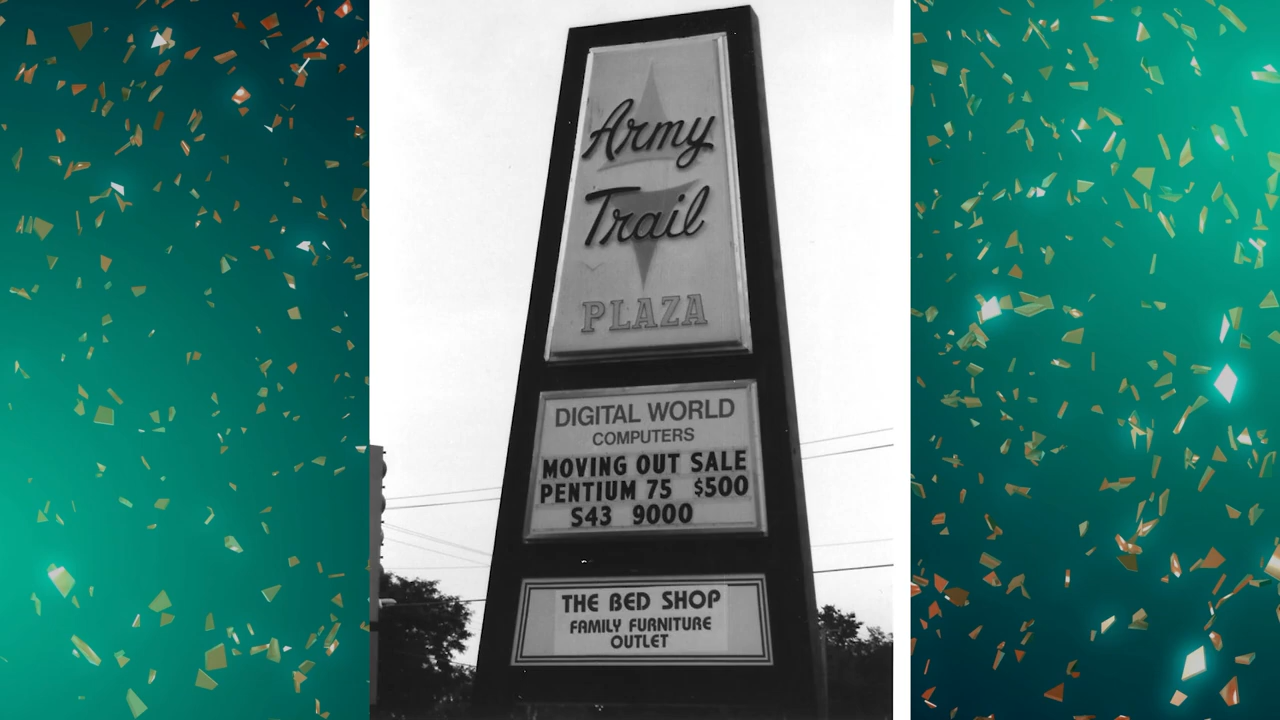 Army
Trail
PLAZA
DIGITAL WORLD
COMPUTERS
MOVING OUT SALE
PENTIUM 75 $500
S43 9000
THE BED SHOP
FAMILY FURNITURE
OUTLET